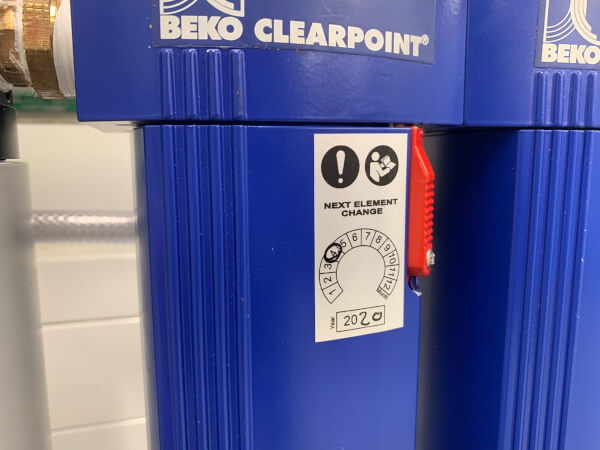 BEKO CLEARPOINT®
BEKO
NEXT ELEMENT
CHANGE
1 2 3 4 5 6 7 8 9 10 11 12
Year
2020